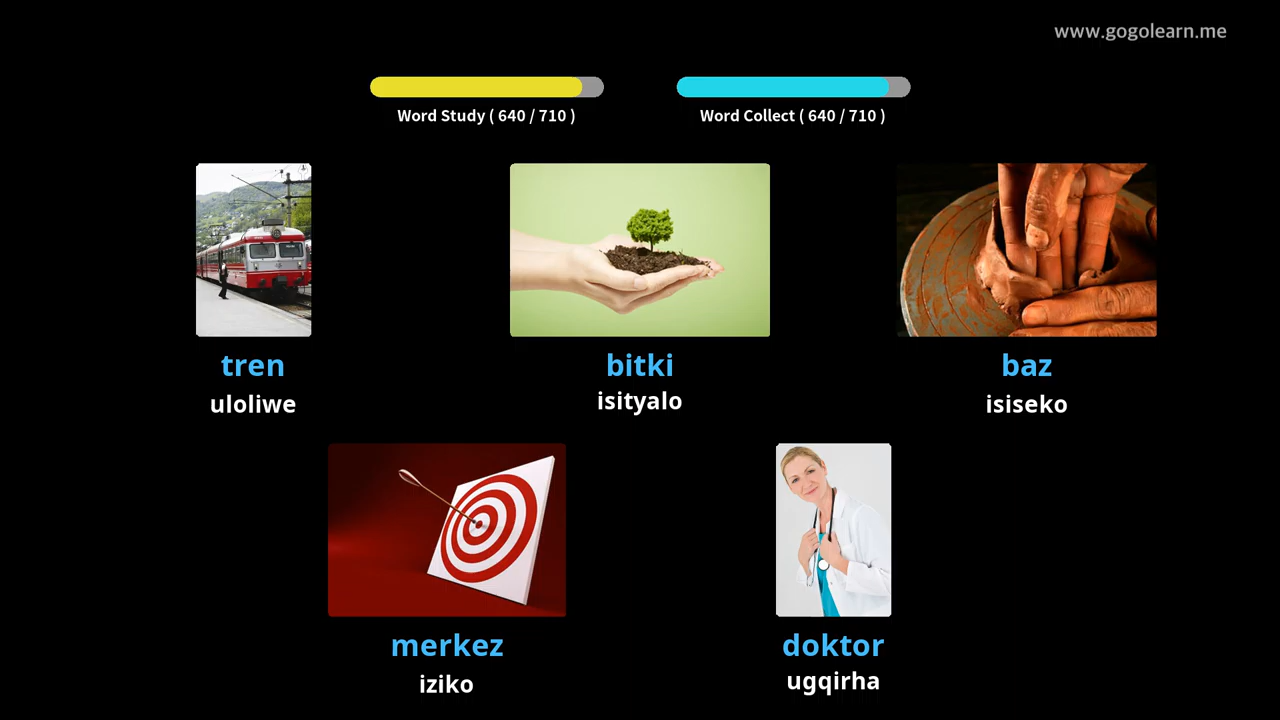 www.gogolearn.me
Word Study ( 640 / 710 )
Word Collect ( 640 / 710 )
tren
uloliwe
bitki
isityalo
baz
isiseko
merkez
iziko
doktor
ugqirha